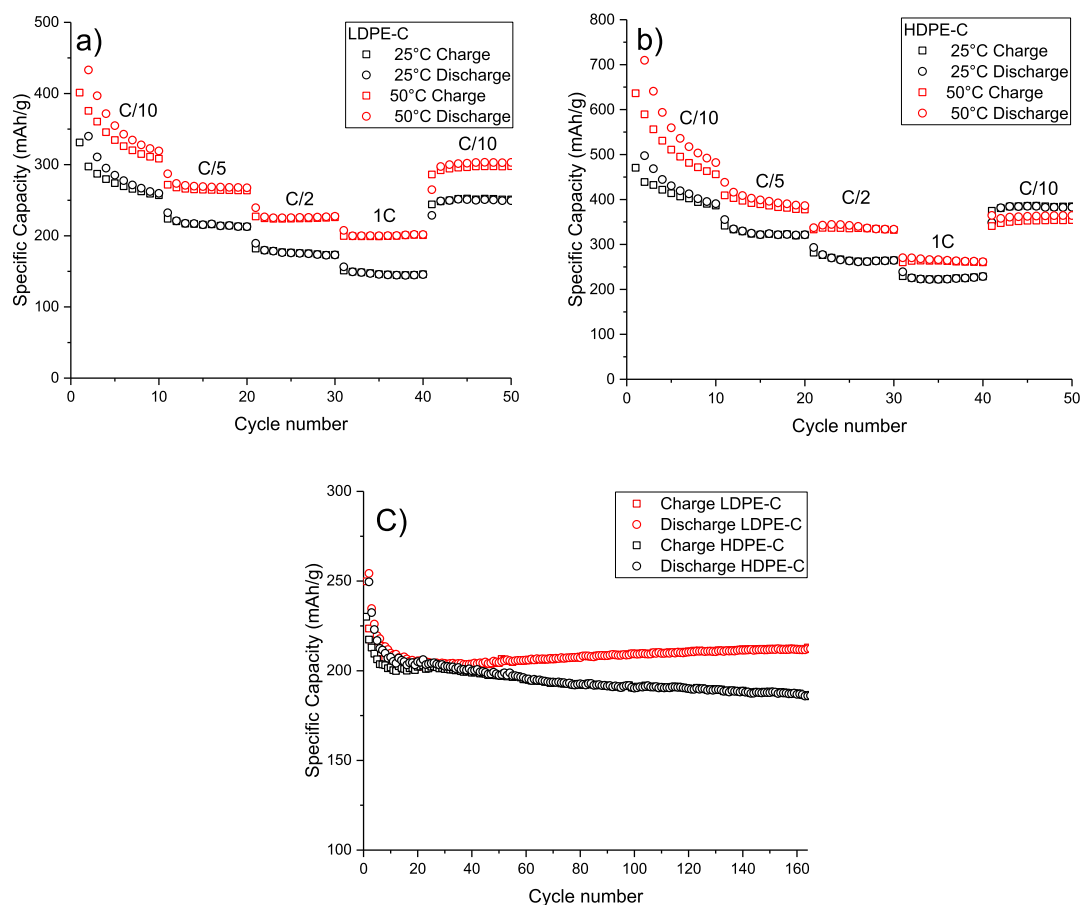 a)
LDPE-C
25°C Charge
25°C Discharge
50°C Charge
50°C Discharge
C/10
C/5
C/2
1C
C/10
500
400
300
200
100
0
0 10 20 30 40 50
Specific Capacity (mAh/g)
Cycle number
b)
HDPE-C
25°C Charge
25°C Discharge
50°C Charge
50°C Discharge
C/10
C/5
C/2
1C
C/10
800
700
600
500
400
300
200
100
0
0 10 20 30 40 50
Specific Capacity (mAh/g)
Cycle number
C)
Charge LDPE-C
Discharge LDPE-C
Charge HDPE-C
Discharge HDPE-C
300
250
200
150
100
0 20 40 60 80 100 120 140 160
Specific Capacity (mAh/g)
Cycle number